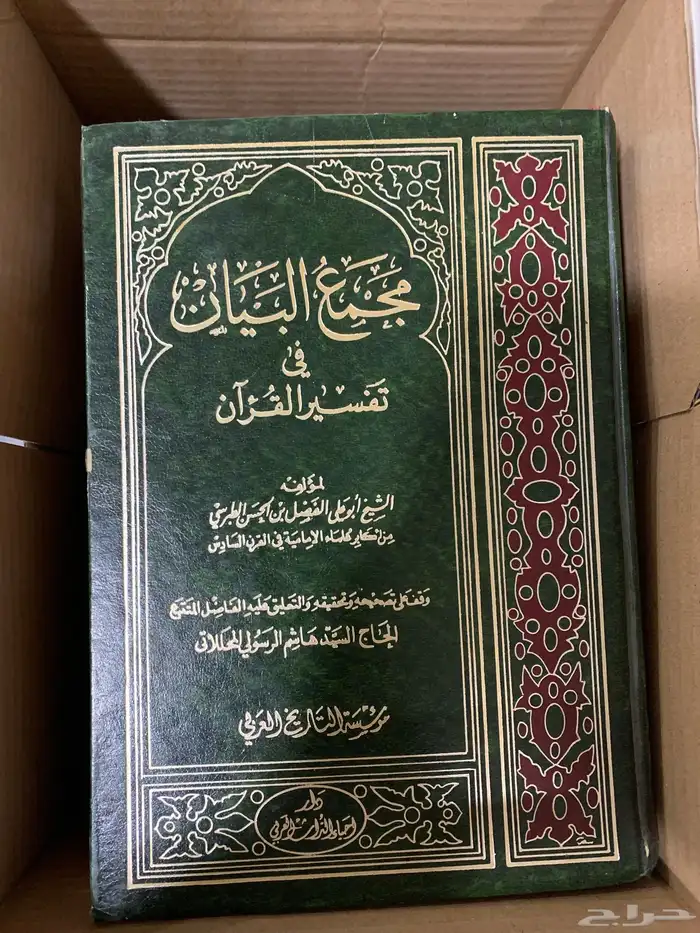 مجمع البيان
في
تفسير القرآن
لمؤلفه
الشيخ أبو علي الفضل بن الحسن الطبرسي
من أكابر علماء الإمامية في القرن السادس
وقف على تصحيحه وتحقيقه والتعليق عليه الفاضل المتتبع
الحاج السيد هاشم الرسولي المحلاتي
مؤسسة التاريخ العربي
دار
احياء التراث العربي
حراج